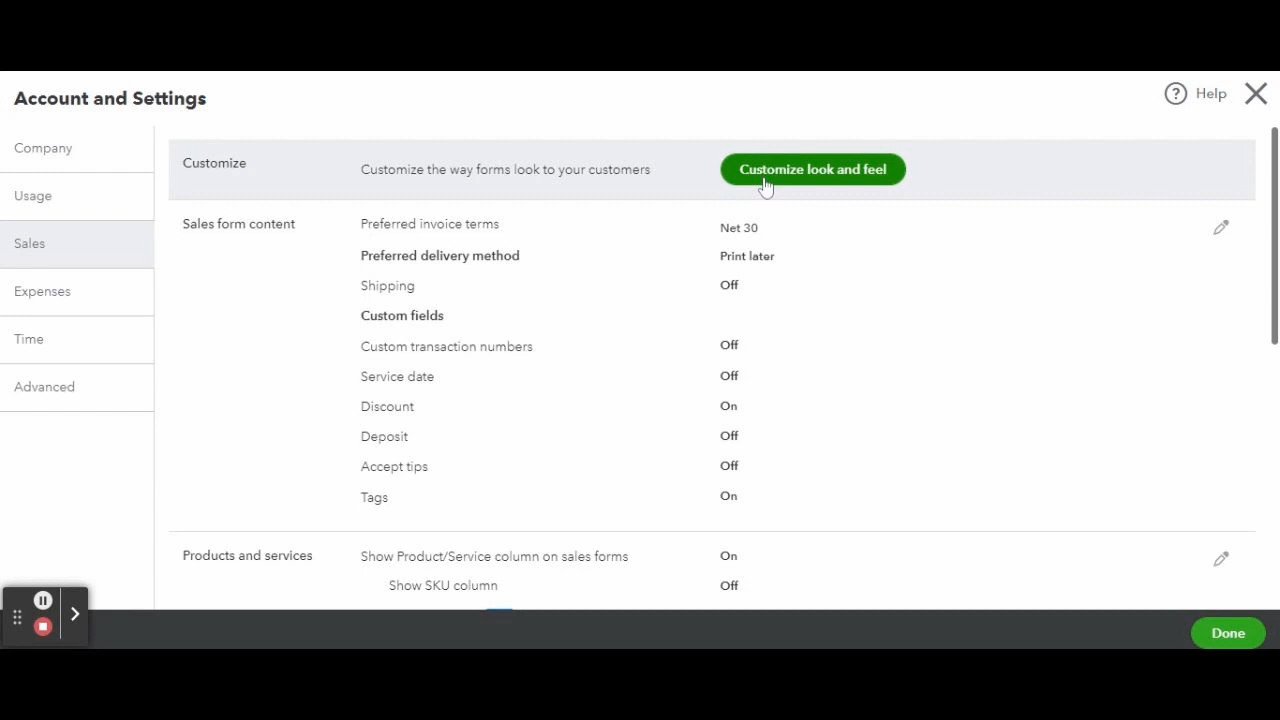 Account and Settings
? Help
Company
Usage
Sales
Expenses
Time
Advanced
Customize Customize the way forms look to your customers Customize look and feel
Sales form content Preferred invoice terms Net 30
Preferred delivery method Print later
Shipping Off
Custom fields
Custom transaction numbers Off
Service date Off
Discount On
Deposit Off
Accept tips Off
Tags On
Products and services Show Product/Service column on sales forms On
Show SKU column Off
Done